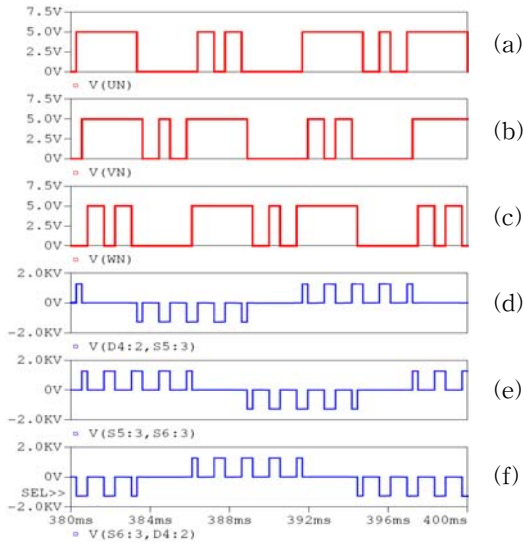 7.5V
5.0V
2.5V
0V
V(UN)
(a)
7.5V
5.0V
2.5V
0V
V(VN)
(b)
7.5V
5.0V
2.5V
0V
V(WN)
(c)
2.0KV
0V
-2.0KV
V(D4:2,S5:3)
(d)
2.0KV
0V
-2.0KV
V(S5:3,S6:3)
(e)
2.0KV
0V
SEL>>
-2.0KV
(f)
380ms 384ms 388ms 392ms 396ms 400ms
V(S6:3,D4:2)